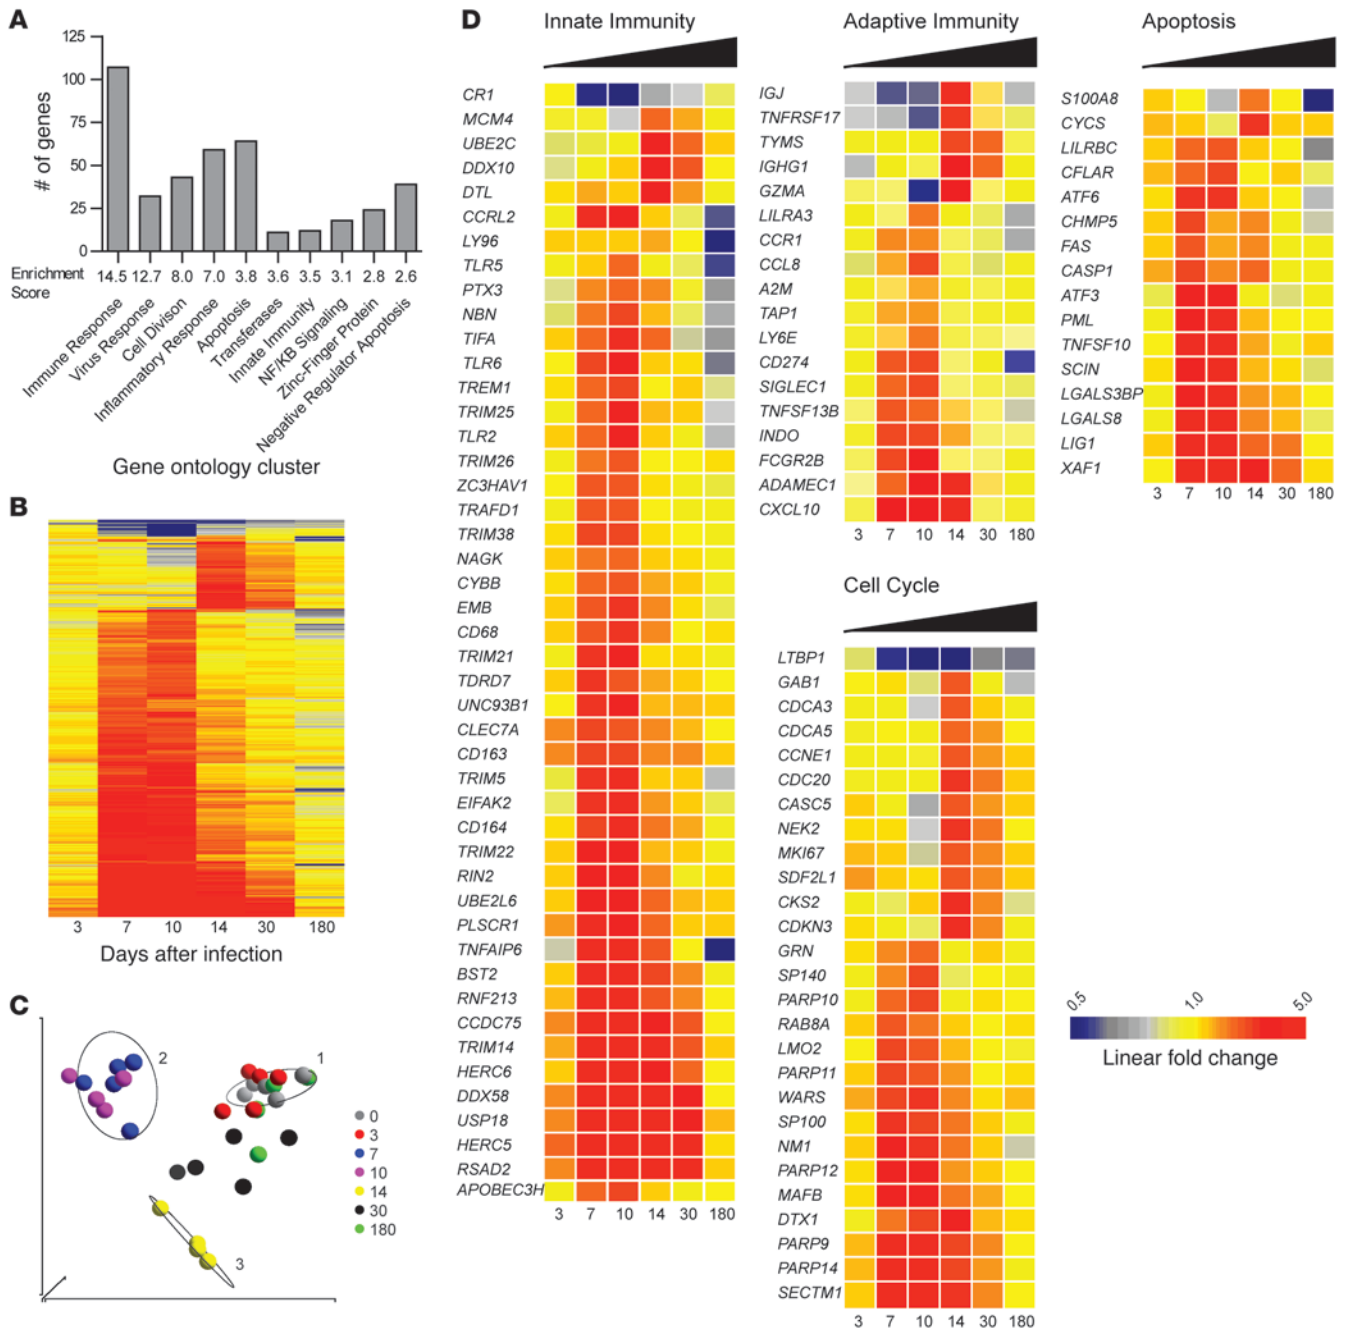 A
125
100
75
50
25
0
# of genes
Enrichment Score
14.5 12.7 8.0 7.0 3.8 3.6 3.5 3.1 2.8 2.6
Immune Response
Virus Response
Cell Divison
Inflammatory Response
Apoptosis
Transferases
Innate Immunity
NF/KB Signaling
Zinc-Finger Protein
Negative Regulator Apoptosis
Gene ontology cluster
B
3 7 10 14 30 180
Days after infection
C
2
1
3
0
3
7
10
14
30
180
D
Innate Immunity
CR1
MCM4
UBE2C
DDX10
DTL
CCRL2
LY96
TLR5
PTX3
NBN
TIFA
TLR6
TREM1
TRIM25
TLR2
TRIM26
ZC3HAV1
TRAFD1
TRIM38
NAGK
CYBB
EMB
CD68
TRIM21
TDRD7
UNC93B1
CLEC7A
CD163
TRIM5
EIFAK2
CD164
TRIM22
RIN2
UBE2L6
PLSCR1
TNFAIP6
BST2
RNF213
CCDC75
TRIM14
HERC6
DDX58
USP18
HERC5
RSAD2
APOBEC3H
3 7 10 14 30 180
Adaptive Immunity
IGJ
TNFRSF17
TYMS
IGHG1
GZMA
LILRA3
CCR1
CCL8
A2M
TAP1
LY6E
CD274
SIGLEC1
TNFSF13B
INDO
FCGR2B
ADAMEC1
CXCL10
3 7 10 14 30 180
Cell Cycle
LTBP1
GAB1
CDCA3
CDCA5
CCNE1
CDC20
CASC5
NEK2
MKI67
SDF2L1
CKS2
CDKN3
GRN
SP140
PARP10
RAB8A
LMO2
PARP11
WARS
SP100
NM1
PARP12
MAFB
DTX1
PARP9
PARP14
SECTM1
3 7 10 14 30 180
Apoptosis
S100A8
CYCS
LILRBC
CFLAR
ATF6
CHMP5
FAS
CASP1
ATF3
PML
TNFSF10
SCIN
LGALS3BP
LGALS8
LIG1
XAF1
3 7 10 14 30 180
0.5 1.0 5.0
Linear fold change